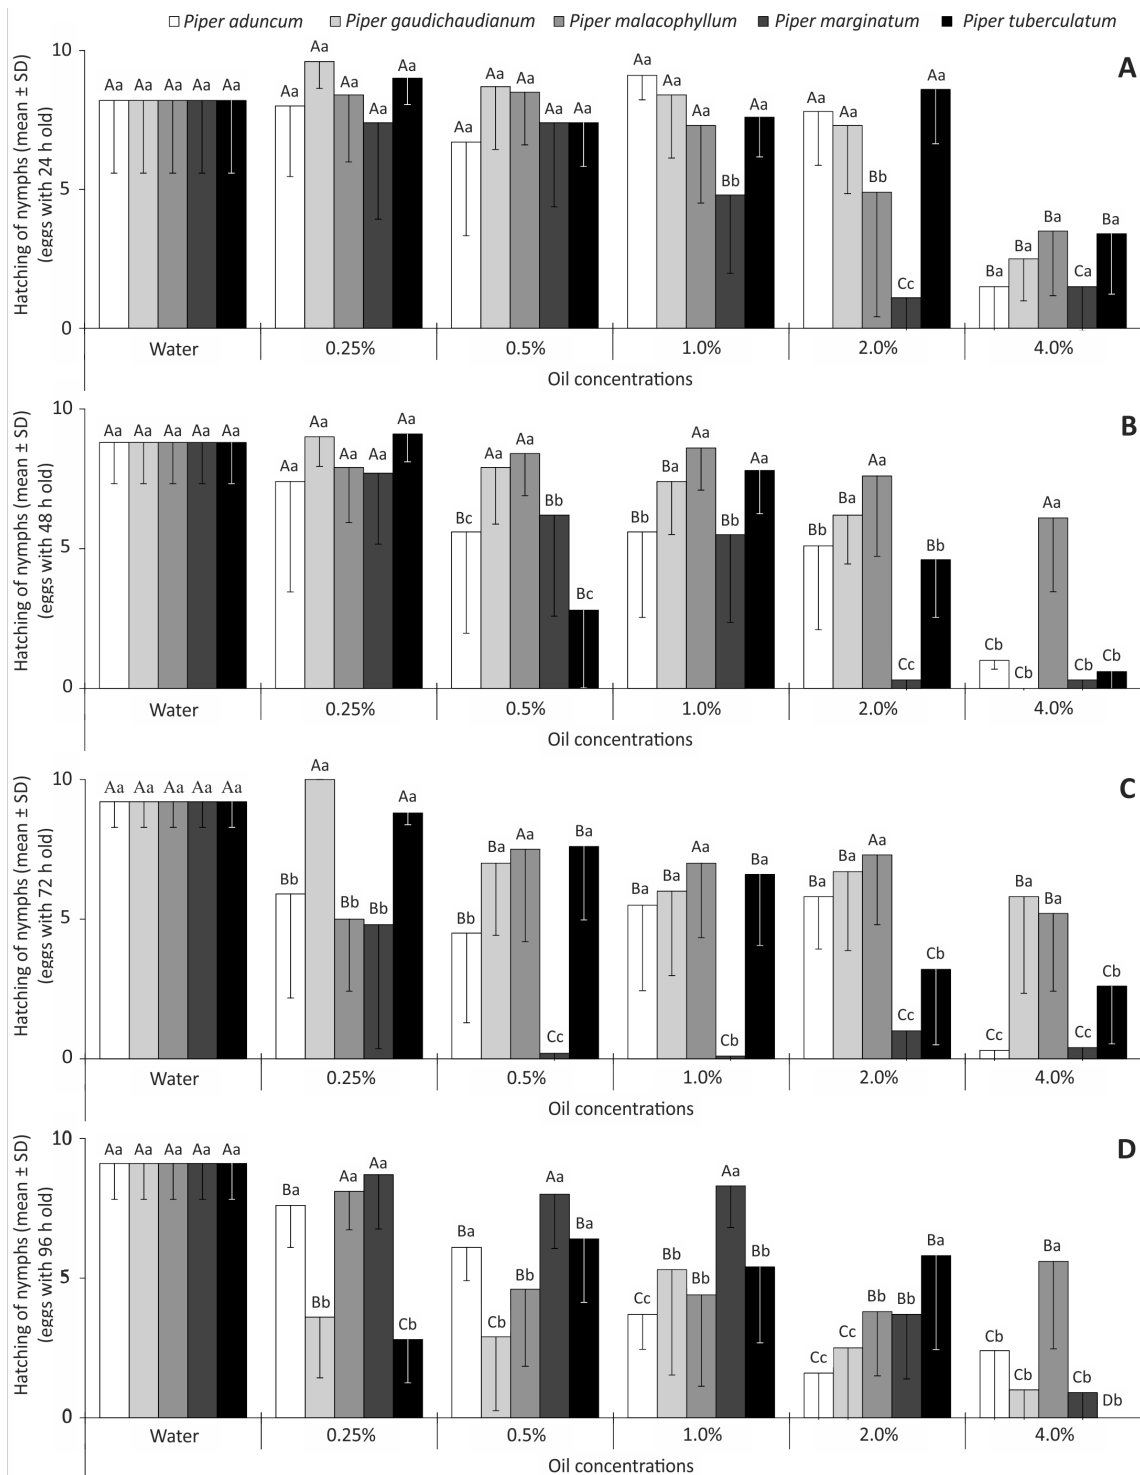 Piper aduncum Piper gaudichaudianum Piper malacophyllum Piper marginatum Piper tuberculatum
A
Hatching of nymphs (mean ± SD)
(eggs with 24 h old)
10
5
0
Aa Aa Aa Aa Aa
Aa Aa Aa Aa Aa
Aa Aa Aa Aa Aa
Aa Aa Aa Bb Aa
Aa Aa Bb Cc Aa
Ba Ba Ba Ca Ba
Water 0.25% 0.5% 1.0% 2.0% 4.0%
Oil concentrations
B
Hatching of nymphs (mean ± SD)
(eggs with 48 h old)
10
5
0
Aa Aa Aa Aa Aa
Aa Aa Aa Aa Aa
Bc Aa Aa Bb Bc
Bb Ba Aa Bb Aa
Bb Ba Aa Cc Bb
Cb Cb Aa Cb Cb
Water 0.25% 0.5% 1.0% 2.0% 4.0%
Oil concentrations
C
Hatching of nymphs (mean ± SD)
(eggs with 72 h old)
10
5
0
Aa Aa Aa Aa Aa
Bb Aa Bb Bb Aa
Bb Ba Aa Cc Ba
Ba Ba Aa Cb Ba
Ba Ba Aa Cc Cb
Cc Ba Ba Cc Cb
Water 0.25% 0.5% 1.0% 2.0% 4.0%
Oil concentrations
D
Hatching of nymphs (mean ± SD)
(eggs with 96 h old)
10
5
0
Aa Aa Aa Aa Aa
Ba Bb Aa Aa Cb
Ba Cb Bb Aa Ba
Cc Bb Bb Aa Bb
Cc Cc Bb Bb Ba
Cb Cb Ba Cb Db
Water 0.25% 0.5% 1.0% 2.0% 4.0%
Oil concentrations